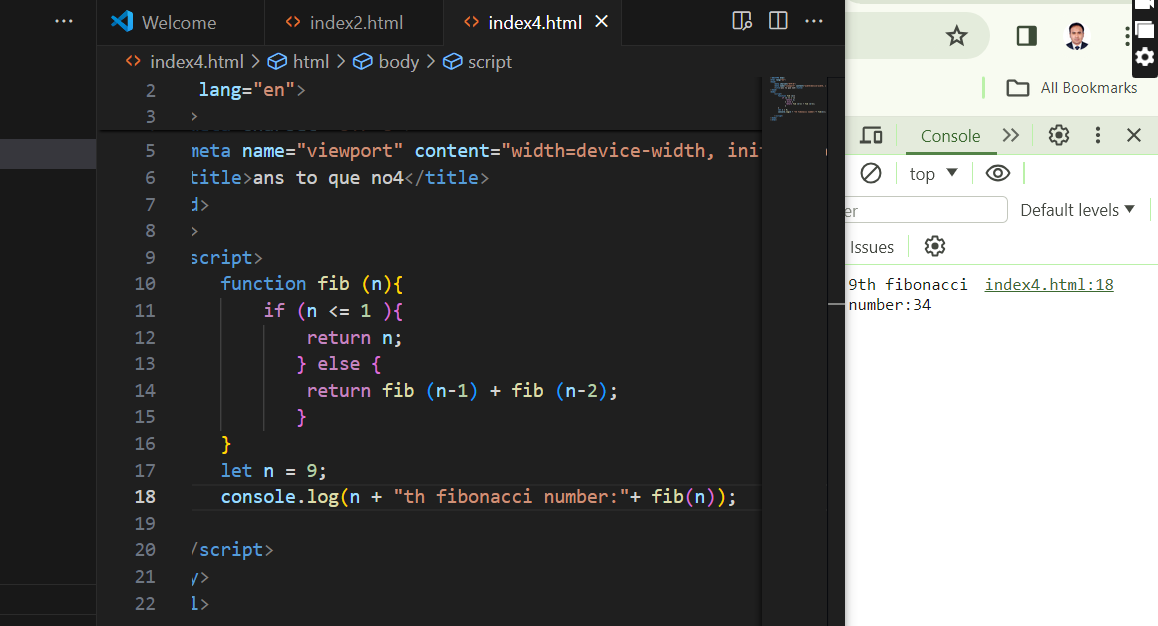 Welcome
index2.html
index4.html
index4.html > html > body > script
2 lang="en">
3 >
5 meta name="viewport" content="width=device-width, ini
6 title>ans to que no4</title>
7 d>
8 >
9 script>
10 function fib (n){
11 if (n <= 1 ){
12 return n;
13 } else {
14 return fib (n-1) + fib (n-2);
15 }
16 }
17 let n = 9;
18 console.log(n + "th fibonacci number:"+ fib(n));
19
20 /script>
21 y>
22 l>
All Bookmarks
Console
top
er
Default levels
Issues
9th fibonacci index4.html:18
number:34